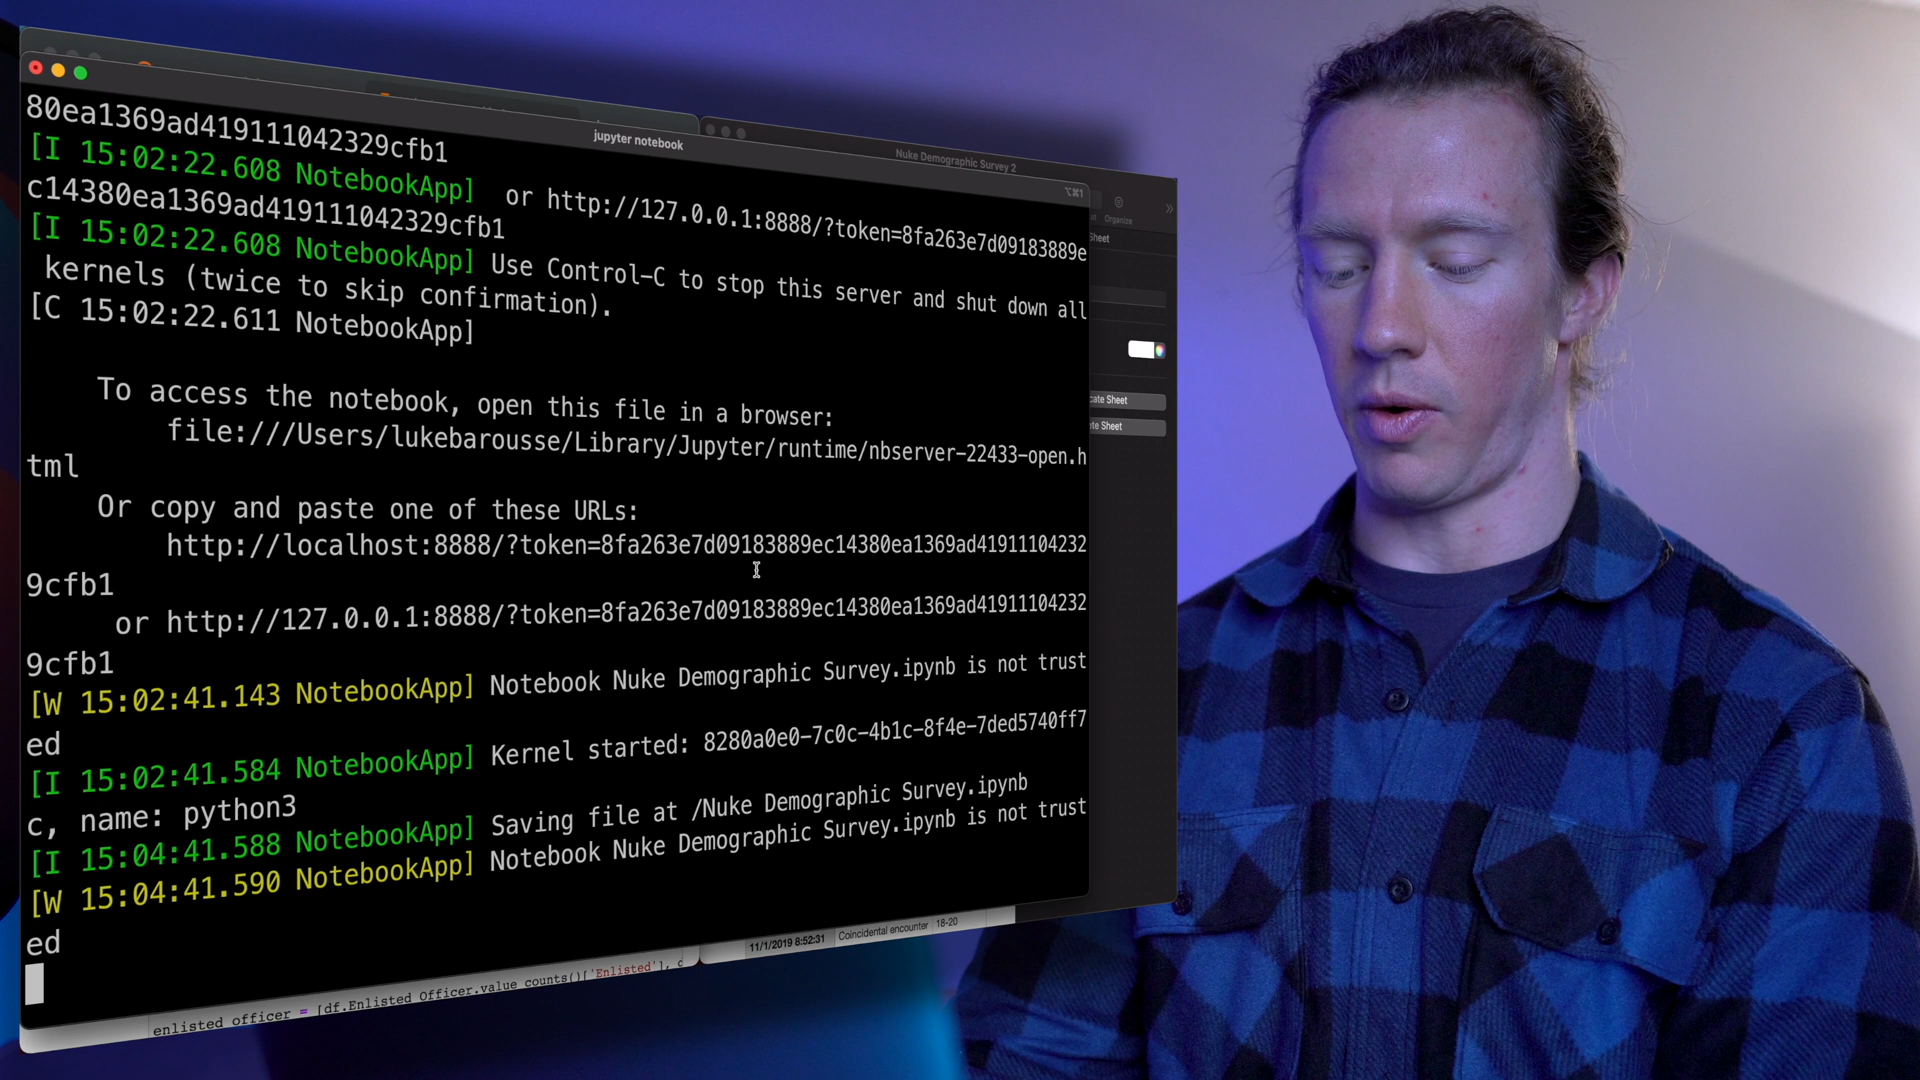 jupyter notebook
⌥⌘1
80ea1369ad419111042329cfb1
[I 15:02:22.608 NotebookApp]  or http://127.0.0.1:8888/?token=8fa263e7d09183889e
c14380ea1369ad419111042329cfb1
[I 15:02:22.608 NotebookApp] Use Control-C to stop this server and shut down all
kernels (twice to skip confirmation).
[C 15:02:22.611 NotebookApp]
To access the notebook, open this file in a browser:
file:///Users/lukebarousse/Library/Jupyter/runtime/nbserver-22433-open.h
tml
Or copy and paste one of these URLs:
http://localhost:8888/?token=8fa263e7d09183889ec14380ea1369ad41911104232
9cfb1
or http://127.0.0.1:8888/?token=8fa263e7d09183889ec14380ea1369ad41911104232
9cfb1
[W 15:02:41.143 NotebookApp] Notebook Nuke Demographic Survey.ipynb is not trust
ed
[I 15:02:41.584 NotebookApp] Kernel started: 8280a0e0-7c0c-4b1c-8f4e-7ded5740ff7
c, name: python3
[I 15:04:41.588 NotebookApp] Saving file at /Nuke Demographic Survey.ipynb
[W 15:04:41.590 NotebookApp] Notebook Nuke Demographic Survey.ipynb is not trust
ed
Nuke Demographic Survey 2
Organize
Sheet
cate Sheet
te Sheet
11/1/2019 8:52:31 Coincidental encounter 18-20
enlisted officer = [df.Enlisted Officer.value counts()['Enlisted'], c